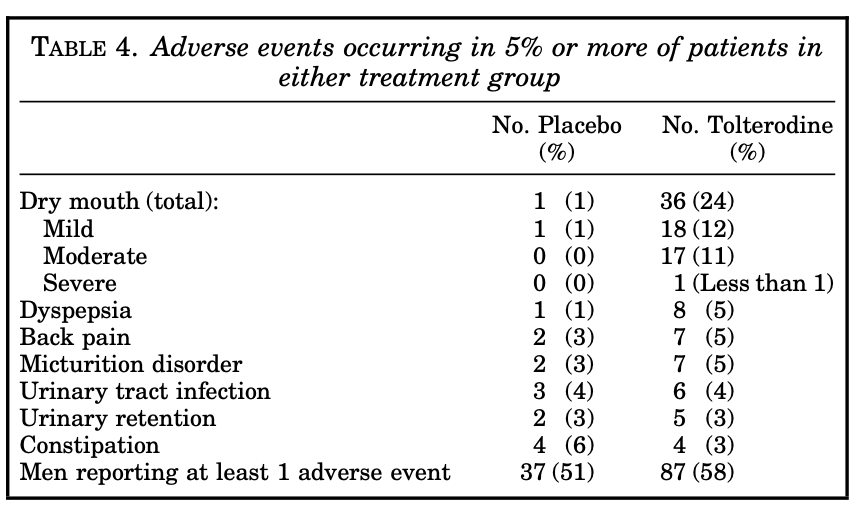 TABLE 4. Adverse events occurring in 5% or more of patients in
either treatment group
No. Placebo (%) No. Tolterodine (%)
Dry mouth (total): 1 (1) 36 (24)
Mild 1 (1) 18 (12)
Moderate 0 (0) 17 (11)
Severe 0 (0) 1 (Less than 1)
Dyspepsia 1 (1) 8 (5)
Back pain 2 (3) 7 (5)
Micturition disorder 2 (3) 7 (5)
Urinary tract infection 3 (4) 6 (4)
Urinary retention 2 (3) 5 (3)
Constipation 4 (6) 4 (3)
Men reporting at least 1 adverse event 37 (51) 87 (58)